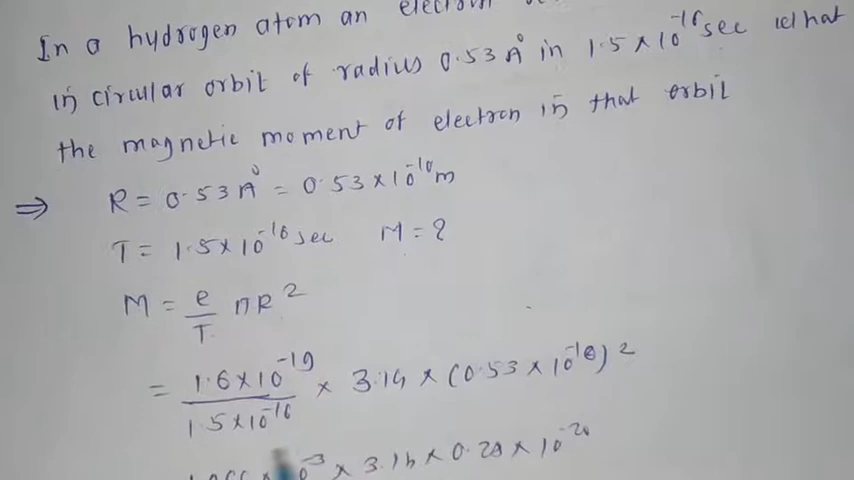 In a hydrogen atom an electron
in circular orbit of radius 0.53 A° in 1.5 × 10⁻¹⁶ sec what
the magnetic moment of electron in that orbit
⇒ R = 0.53 A° = 0.53 × 10⁻¹⁰ m
T = 1.5 × 10⁻¹⁶ sec M = ?
M = e/T πR²
= 1.6 × 10⁻¹⁹ / 1.5 × 10⁻¹⁶ × 3.14 × (0.53 × 10⁻¹⁰)²
⁻³ × 3.14 × 0.28 × 10⁻²⁰